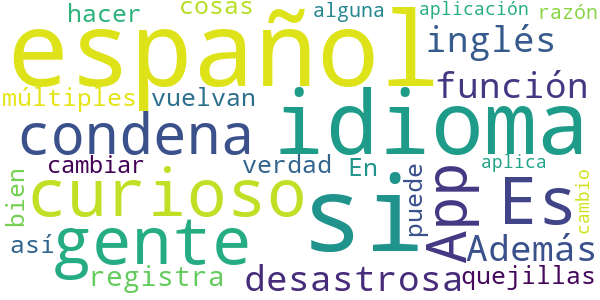 hacer cosas alguna aplicación razón
español inglés
múltiples vuelvan función
condena idioma
cambiar verdad En aplica
bien curioso si puede App Es cambio
así gente Además
registra desastrosa quejillas